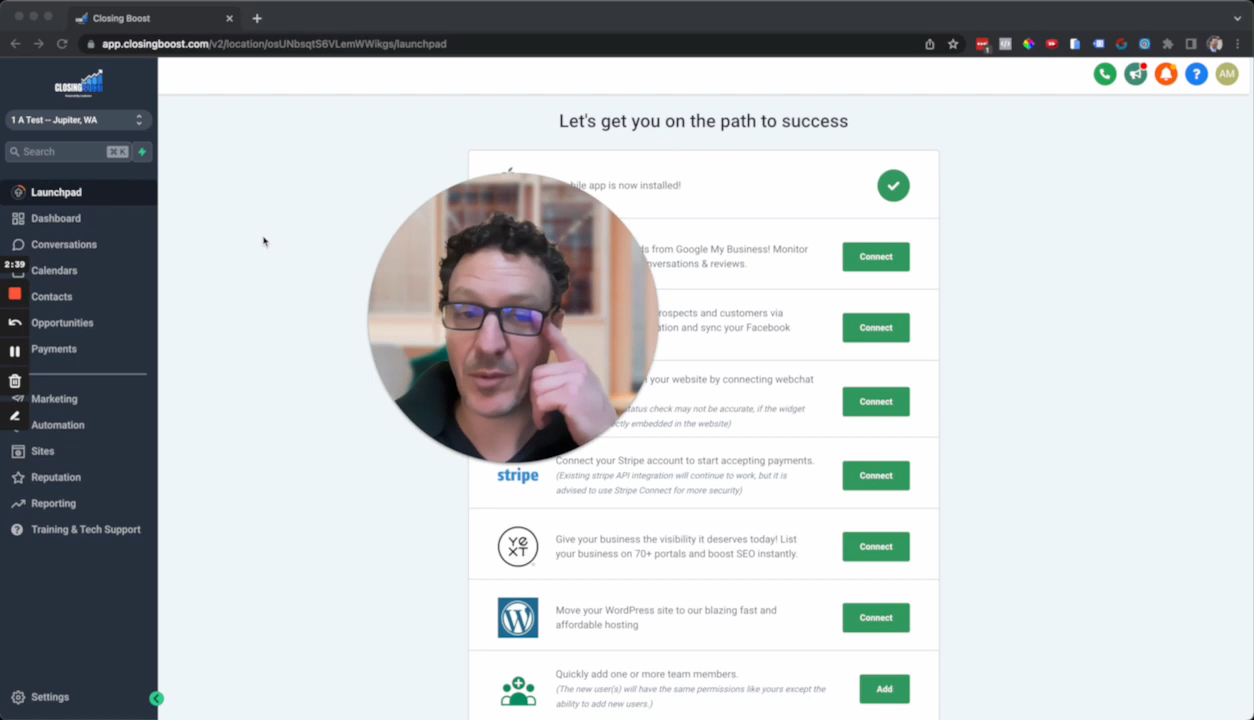 Closing Boost
app.closingboost.com/v2/location/osUNbsqtS6VLemWWikgs/launchpad
1
CLOSING BOOST
AM
1 A Test -- Jupiter, WA
Search
⌘ K
Launchpad
Dashboard
Conversations
2:39
Calendars
Contacts
Opportunities
Payments
Marketing
Automation
Sites
Reputation
Reporting
Training & Tech Support
Settings
Let's get you on the path to success
app is now installed!
from Google My Business! Monitor
& reviews.
Connect
prospects and customers via
and sync your Facebook
Connect
your website by connecting webchat
status check may not be accurate, if the widget
embedded in the website)
Connect
stripe
Connect your Stripe account to start accepting payments.
(Existing stripe API integration will continue to work, but it is
advised to use Stripe Connect for more security)
Connect
YEXT
Give your business the visibility it deserves today! List
your business on 70+ portals and boost SEO instantly.
Connect
Move your WordPress site to our blazing fast and
affordable hosting
Connect
Quickly add one or more team members.
(The new user(s) will have the same permissions like yours except the
ability to add new users.)
Add